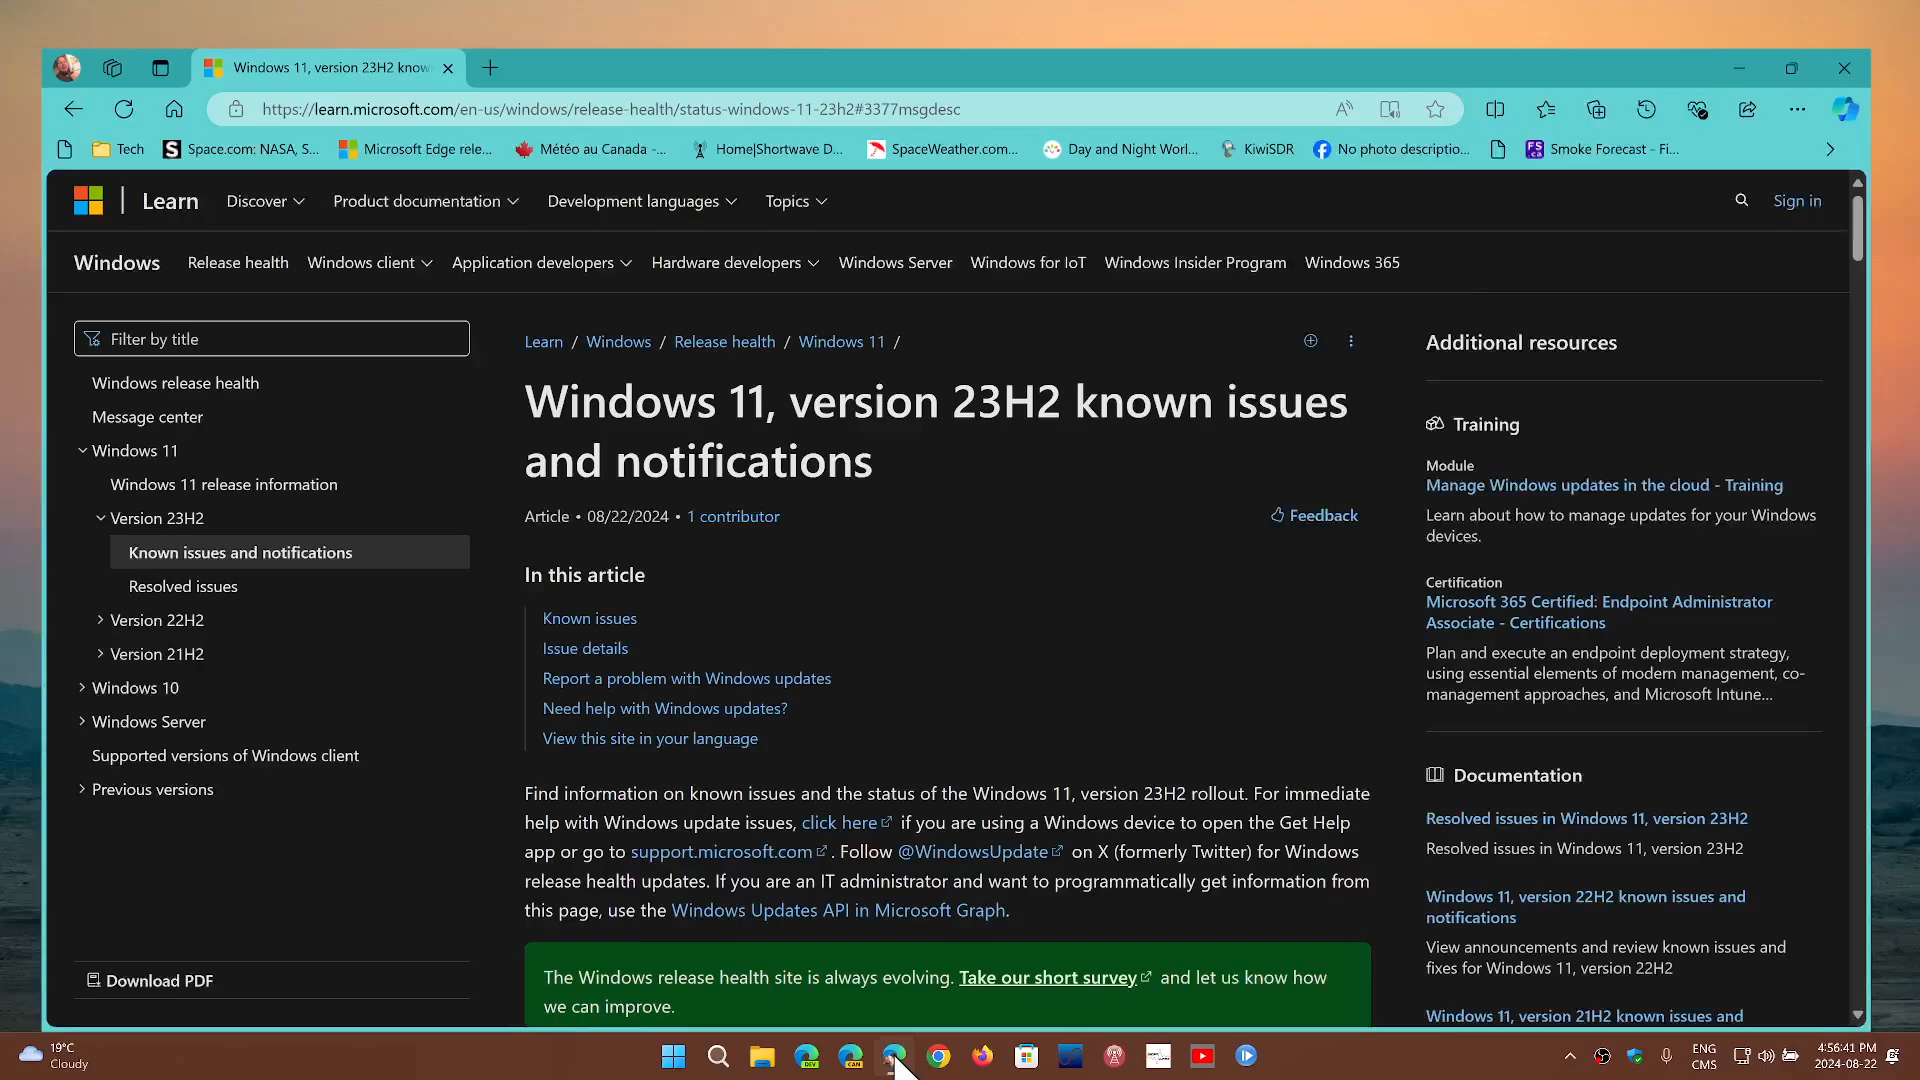 Windows 11, version 23H2 know
https://learn.microsoft.com/en-us/windows/release-health/status-windows-11-23h2#3377msgdesc
Tech
Space.com: NASA, S...
Microsoft Edge rele...
Météo au Canada -...
Home|Shortwave D...
SpaceWeather.com...
Day and Night Worl...
KiwiSDR
No photo descriptio...
Smoke Forecast - Fi...
Learn
Discover
Product documentation
Development languages
Topics
Sign in
Windows
Release health
Windows client
Application developers
Hardware developers
Windows Server
Windows for IoT
Windows Insider Program
Windows 365
Filter by title
Windows release health
Message center
Windows 11
Windows 11 release information
Version 23H2
Known issues and notifications
Resolved issues
Version 22H2
Version 21H2
Windows 10
Windows Server
Supported versions of Windows client
Previous versions
Download PDF
Learn / Windows / Release health / Windows 11 /
Windows 11, version 23H2 known issues
and notifications
Article • 08/22/2024 • 1 contributor
Feedback
In this article
Known issues
Issue details
Report a problem with Windows updates
Need help with Windows updates?
View this site in your language
Find information on known issues and the status of the Windows 11, version 23H2 rollout. For immediate
help with Windows update issues, click here if you are using a Windows device to open the Get Help
app or go to support.microsoft.com . Follow @WindowsUpdate on X (formerly Twitter) for Windows
release health updates. If you are an IT administrator and want to programmatically get information from
this page, use the Windows Updates API in Microsoft Graph.
The Windows release health site is always evolving. Take our short survey and let us know how
we can improve.
Additional resources
Training
Module
Manage Windows updates in the cloud - Training
Learn about how to manage updates for your Windows
devices.
Certification
Microsoft 365 Certified: Endpoint Administrator
Associate - Certifications
Plan and execute an endpoint deployment strategy,
using essential elements of modern management, co-
management approaches, and Microsoft Intune...
Documentation
Resolved issues in Windows 11, version 23H2
Resolved issues in Windows 11, version 23H2
Windows 11, version 22H2 known issues and
notifications
View announcements and review known issues and
fixes for Windows 11, version 22H2
Windows 11, version 21H2 known issues and
19°C
Cloudy
DEV
CAN
ENG
CMS
4:56:41 PM
2024-08-22